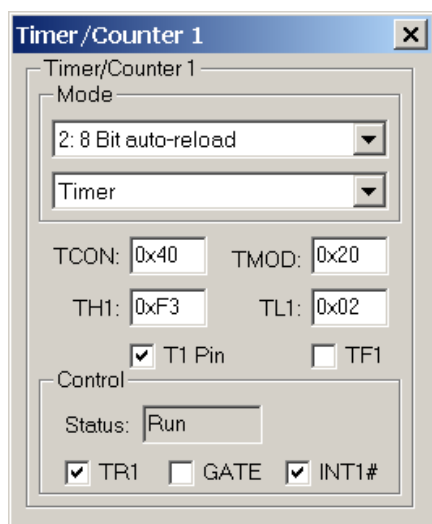 Timer/Counter 1
Timer/Counter 1
Mode
2: 8 Bit auto-reload
Timer
TCON: 0x40 TMOD: 0x20
TH1: 0xF3 TL1: 0x02
T1 Pin TF1
Control
Status: Run
TR1 GATE INT1#